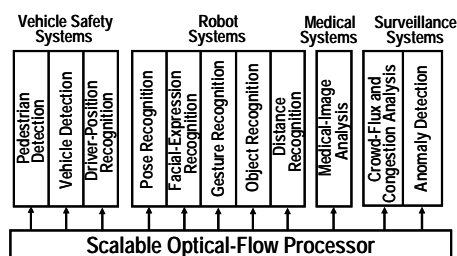 Vehicle Safety
Systems
Robot
Systems
Medical
Systems
Surveillance
Systems
Pedestrian
Detection
Vehicle Detection
Driver-Position
Recognition
Pose Recognition
Facial-Expression
Recognition
Gesture Recognition
Object Recognition
Distance
Recognition
Medical-Image
Analysis
Crowd-Flux and
Congestion Analysis
Anomaly Detection
Scalable Optical-Flow Processor